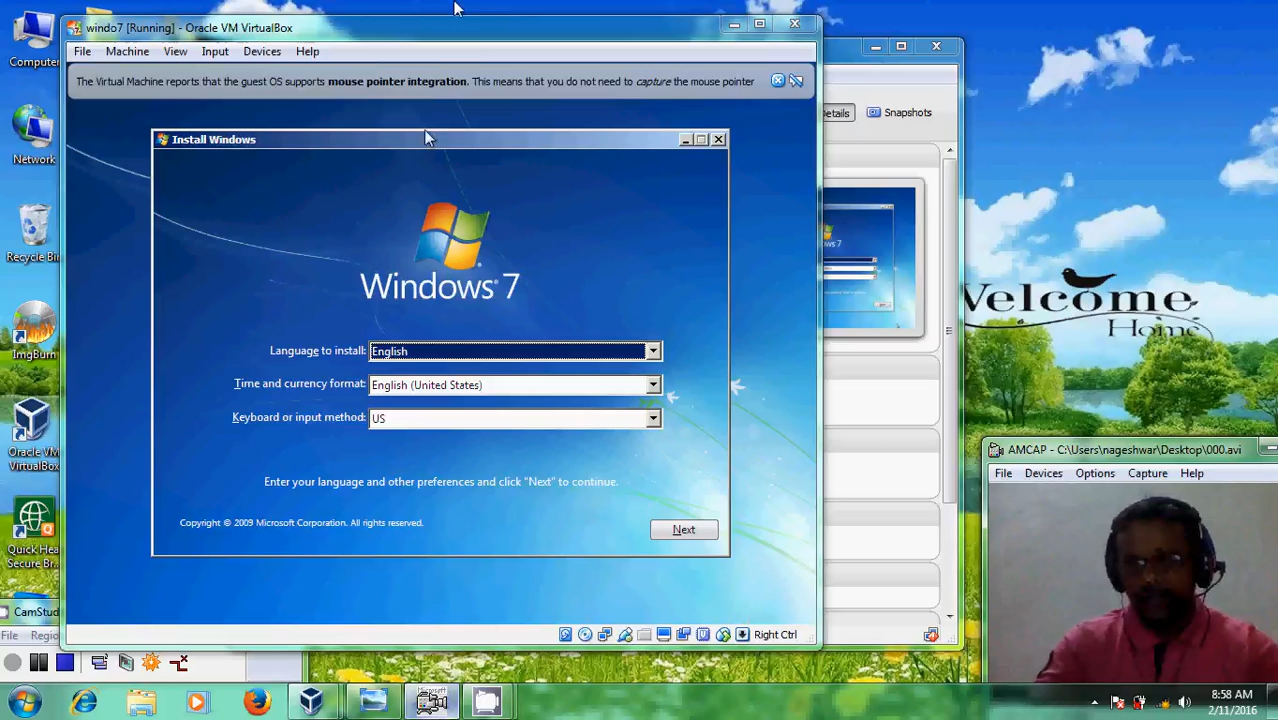 windo7 [Running] - Oracle VM VirtualBox
File Machine View Input Devices Help
The Virtual Machine reports that the guest OS supports mouse pointer integration. This means that you do not need to capture the mouse pointer
Details
Snapshots
Install Windows
Windows 7
Language to install: English
Time and currency format: English (United States)
Keyboard or input method: US
Enter your language and other preferences and click "Next" to continue.
Copyright © 2009 Microsoft Corporation. All rights reserved.
Next
Right Ctrl
Computer
Network
Recycle Bin
ImgBurn
Oracle VM
VirtualBox
Quick Hea
Secure Br...
CamStud
File Regio
Welcome
Home
AMCAP - C:\Users\nageshwar\Desktop\000.avi
File Devices Options Capture Help
8:58 AM
2/11/2016